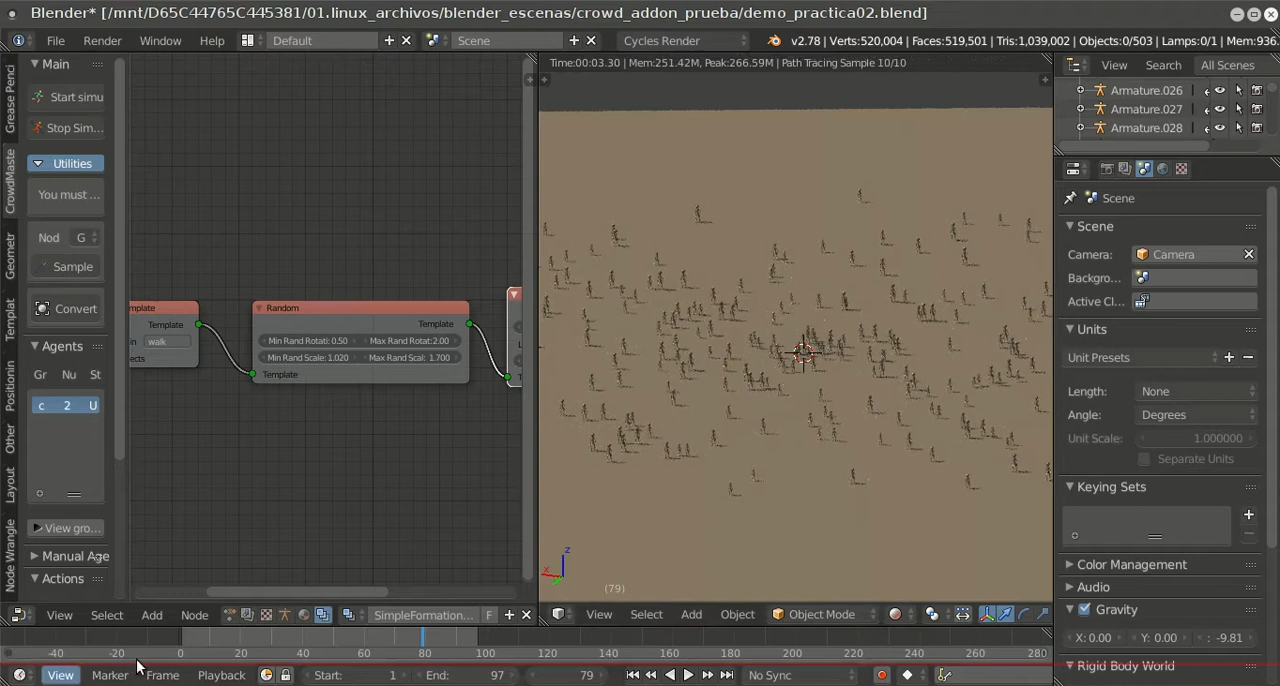 Blender* [/mnt/D65C44765C445381/01.linux_archivos/blender_escenas/crowd_addon_prueba/demo_practica02.blend]
File Render Window Help Default Scene Cycles Render v2.78 | Verts:520,004 | Faces:519,501 | Tris:1,039,002 | Objects:0/503 | Lamps:0/1 | Mem:936.
Time:00:03.30 | Mem:251.42M, Peak:266.59M | Path Tracing Sample 10/10
View Search All Scenes
Armature.026
Armature.027
Armature.028
Grease Penci
CrowdMaste
Geometr
Templat
Positionin
Other
Layout
Node Wrangle
Main
Start simu
Stop Sim...
Utilities
You must ...
Nod G
Sample
Convert
Agents
Gr Nu St
c 2 U
View gro...
Manual Age
Actions
mplate
Template
in walk
ects
Random
Template
Min Rand Rotati: 0.50 Max Rand Rotat:2.00
Min Rand Scale: 1.020 Max Rand Scal: 1.700
Template
x
z
(79)
Scene
Scene
Camera: Camera
Backgro...
Active Cl...
Units
Unit Presets
Length: None
Angle: Degrees
Unit Scale: 1.000000
Separate Units
Keying Sets
Color Management
Audio
Gravity
X: 0.00 Y: 0.00 : -9.81
Rigid Body World
View Select Add Node SimpleFormation... F
View Select Add Object Object Mode
-40 -20 0 20 40 60 80 100 120 140 160 180 200 220 240 260 280
View Marker Frame Playback Start: 1 End: 97 79 No Sync